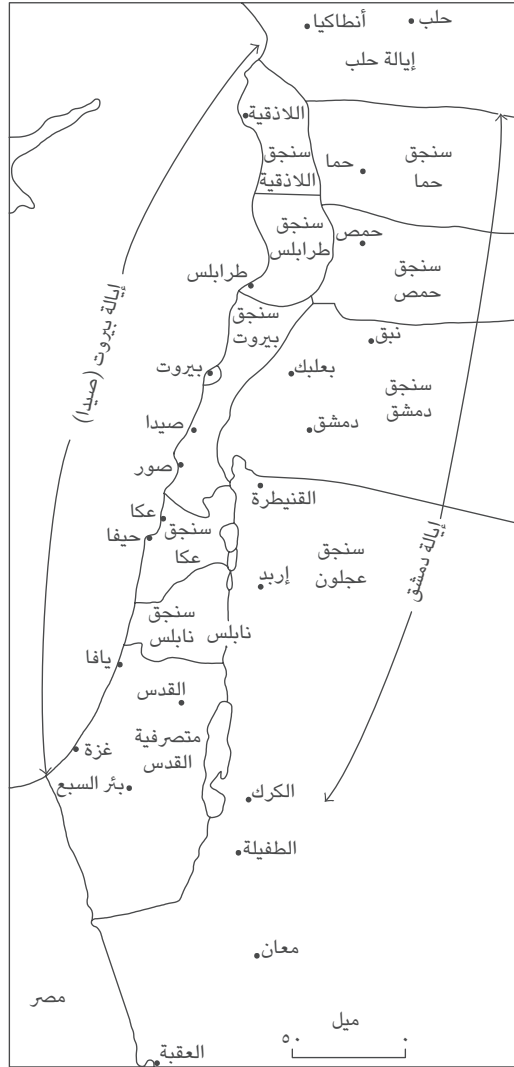 حلب
أنطاكيا
إيالة حلب
اللاذقية
سنجق
اللاذقية
حما
سنجق
حما
سنجق
طرابلس
حمص
سنجق
حمص
طرابلس
سنجق
بيروت
نبق
بيروت
بعلبك
سنجق
دمشق
صيدا
دمشق
صور
القنيطرة
عكا
حيفا
سنجق
عكا
إربد
سنجق
عجلون
سنجق
نابلس
نابلس
يافا
القدس
متصرفية
القدس
غزة
بئر السبع
الكرك
الطفيلة
معان
مصر
العقبة
إيالة بيروت (صيدا)
إيالة دمشق
ميل
٥٠
٠